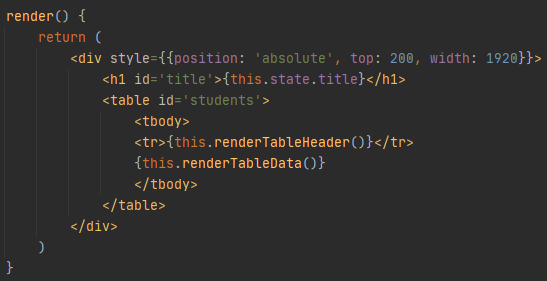 render() {
    return (
        <div style={{position: 'absolute', top: 200, width: 1920}}>
            <h1 id='title'>{this.state.title}</h1>
            <table id='students'>
                <tbody>
                <tr>{this.renderTableHeader()}</tr>
                {this.renderTableData()}
                </tbody>
            </table>
        </div>
    )
}